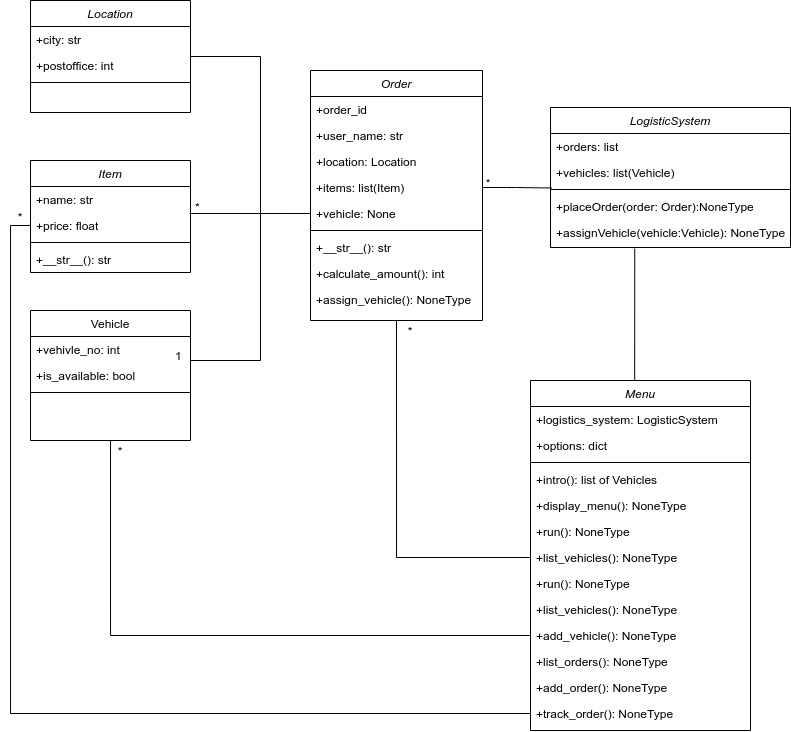 Location
+city: str
+postoffice: int
Item
+name: str
+price: float
+__str__(): str
*
*
Vehicle
+vehivle_no: int
1
+is_available: bool
*
Order
+order_id
+user_name: str
+location: Location
+items: list(Item)
+vehicle: None
+__str__(): str
+calculate_amount(): int
+assign_vehicle(): NoneType
*
*
LogisticSystem
+orders: list
+vehicles: list(Vehicle)
+placeOrder(order: Order):NoneType
+assignVehicle(vehicle:Vehicle): NoneType
Menu
+logistics_system: LogisticSystem
+options: dict
+intro(): list of Vehicles
+display_menu(): NoneType
+run(): NoneType
+list_vehicles(): NoneType
+run(): NoneType
+list_vehicles(): NoneType
+add_vehicle(): NoneType
+list_orders(): NoneType
+add_order(): NoneType
+track_order(): NoneType